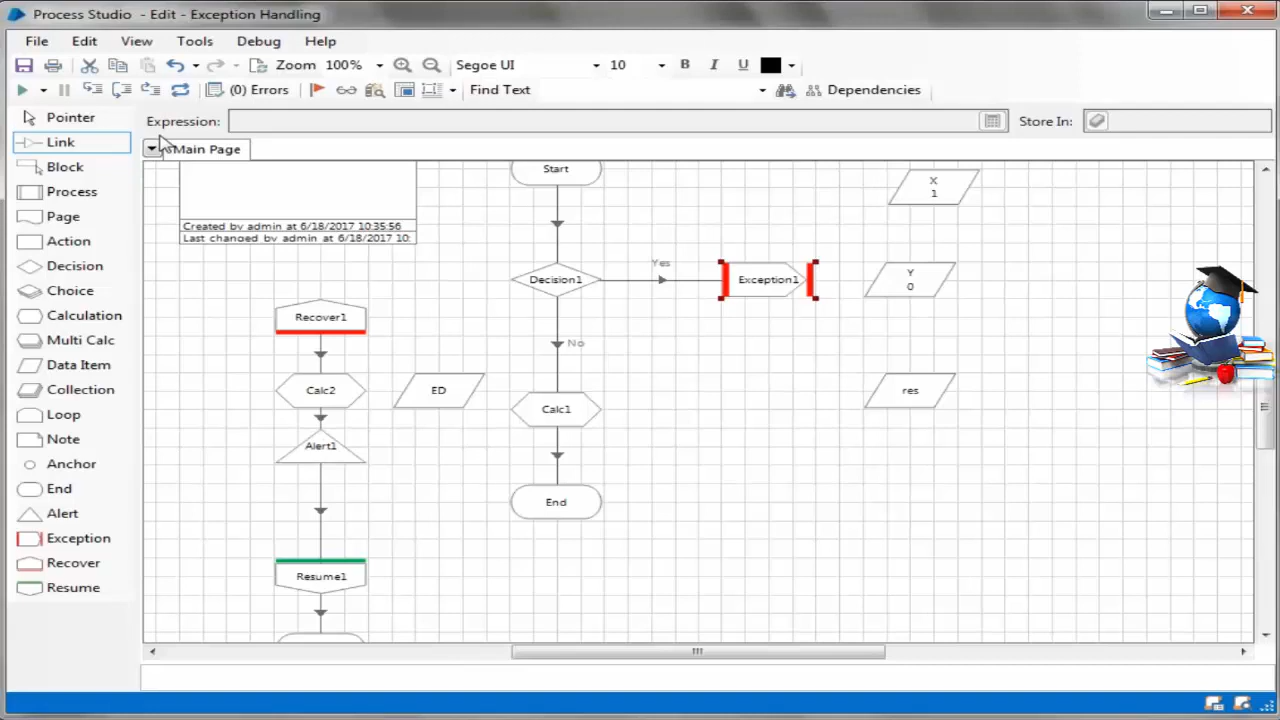 Process Studio - Edit - Exception Handling
File Edit View Tools Debug Help
Zoom 100% Segoe UI 10 B I U
(0) Errors Find Text Dependencies
Pointer
Link
Block
Process
Page
Action
Decision
Choice
Calculation
Multi Calc
Data Item
Collection
Loop
Note
Anchor
End
Alert
Exception
Recover
Resume
Expression: Store In:
Main Page
Created by admin at 6/18/2017 10:35:56
Last changed by admin at 6/18/2017 10:
Start
X
1
Yes
Decision1
Exception1
Y
0
Recover1
No
Calc2
ED
res
Calc1
Alert1
End
Resume1